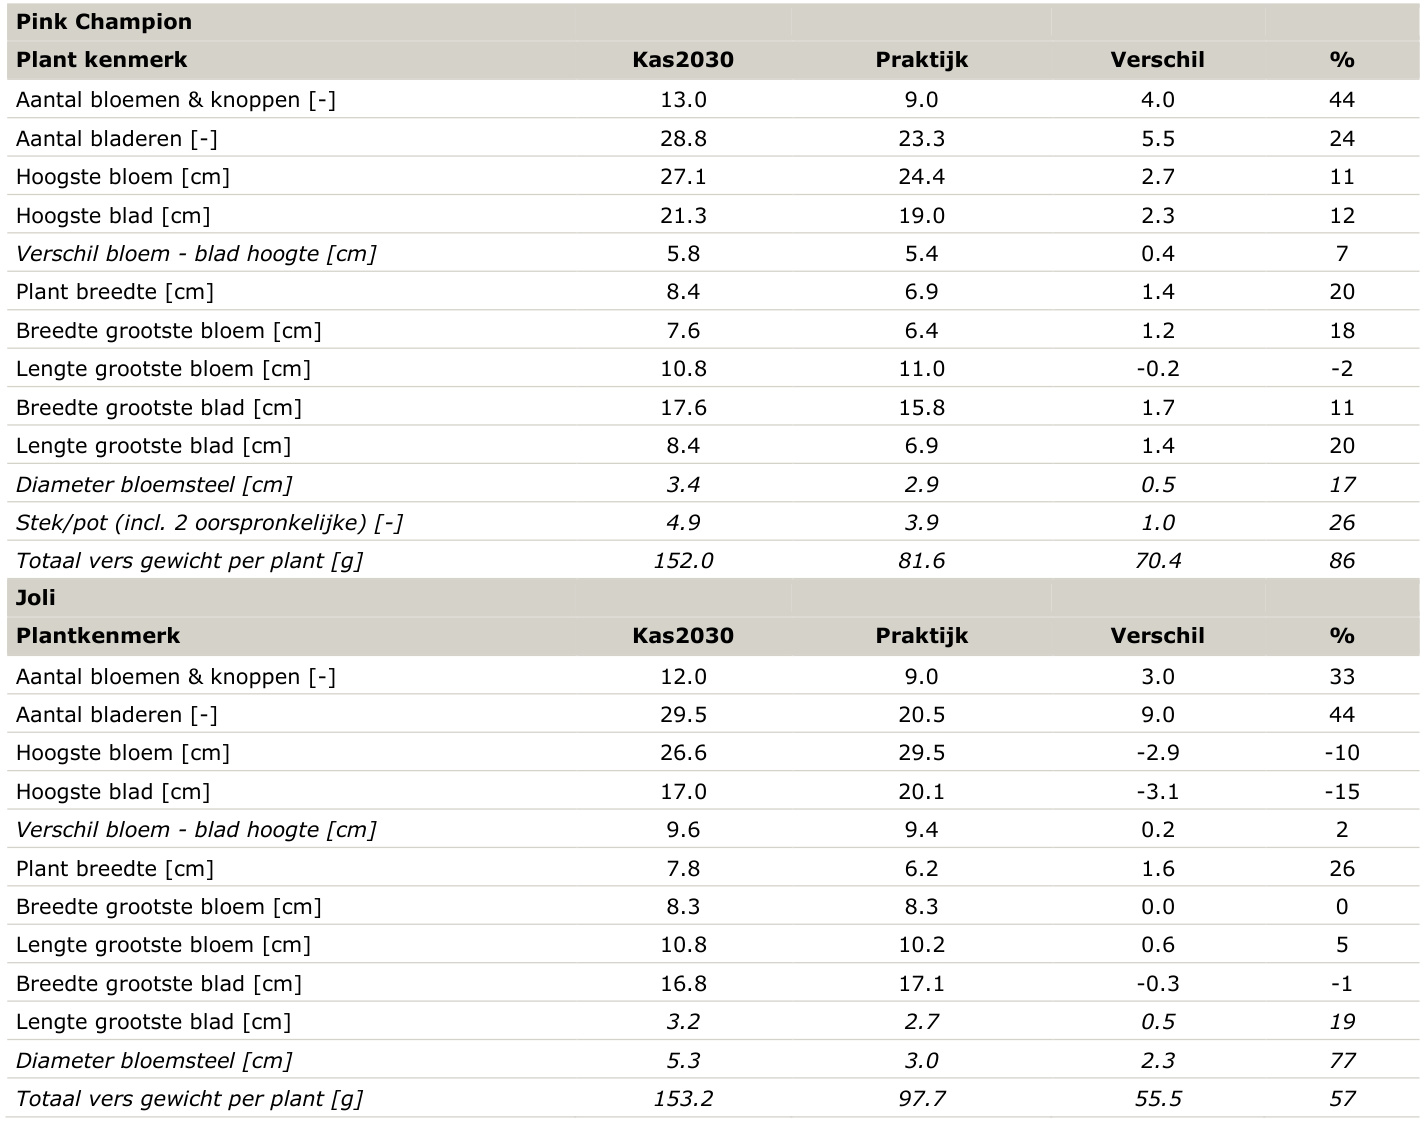 Pink Champion
Plant kenmerk Kas2030 Praktijk Verschil %
Aantal bloemen & knoppen [-] 13.0 9.0 4.0 44
Aantal bladeren [-] 28.8 23.3 5.5 24
Hoogste bloem [cm] 27.1 24.4 2.7 11
Hoogste blad [cm] 21.3 19.0 2.3 12
Verschil bloem - blad hoogte [cm] 5.8 5.4 0.4 7
Plant breedte [cm] 8.4 6.9 1.4 20
Breedte grootste bloem [cm] 7.6 6.4 1.2 18
Lengte grootste bloem [cm] 10.8 11.0 -0.2 -2
Breedte grootste blad [cm] 17.6 15.8 1.7 11
Lengte grootste blad [cm] 8.4 6.9 1.4 20
Diameter bloemsteel [cm] 3.4 2.9 0.5 17
Stek/pot (incl. 2 oorspronkelijke) [-] 4.9 3.9 1.0 26
Totaal vers gewicht per plant [g] 152.0 81.6 70.4 86
Joli
Plantkenmerk Kas2030 Praktijk Verschil %
Aantal bloemen & knoppen [-] 12.0 9.0 3.0 33
Aantal bladeren [-] 29.5 20.5 9.0 44
Hoogste bloem [cm] 26.6 29.5 -2.9 -10
Hoogste blad [cm] 17.0 20.1 -3.1 -15
Verschil bloem - blad hoogte [cm] 9.6 9.4 0.2 2
Plant breedte [cm] 7.8 6.2 1.6 26
Breedte grootste bloem [cm] 8.3 8.3 0.0 0
Lengte grootste bloem [cm] 10.8 10.2 0.6 5
Breedte grootste blad [cm] 16.8 17.1 -0.3 -1
Lengte grootste blad [cm] 3.2 2.7 0.5 19
Diameter bloemsteel [cm] 5.3 3.0 2.3 77
Totaal vers gewicht per plant [g] 153.2 97.7 55.5 57